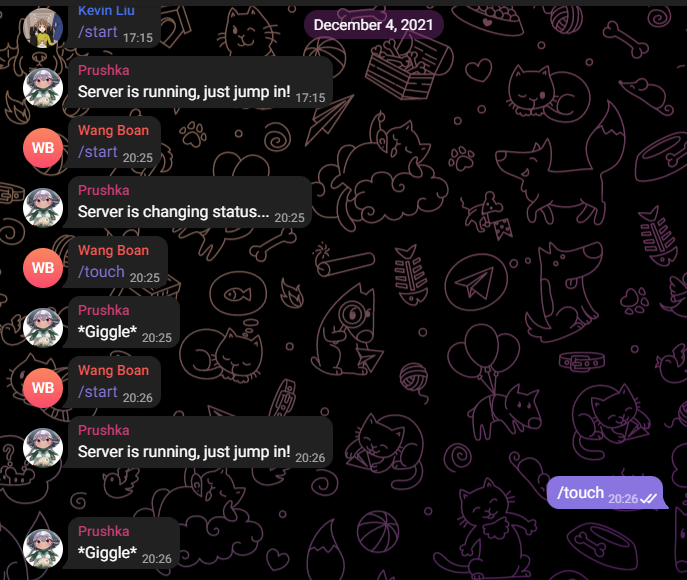 Kevin Liu
/start 17:15
December 4, 2021
Prushka
Server is running, just jump in! 17:15
WB
Wang Boan
/start 20:25
Prushka
Server is changing status... 20:25
WB
Wang Boan
/touch 20:25
Prushka
*Giggle* 20:25
WB
Wang Boan
/start 20:26
Prushka
Server is running, just jump in! 20:26
/touch 20:26
Prushka
*Giggle* 20:26